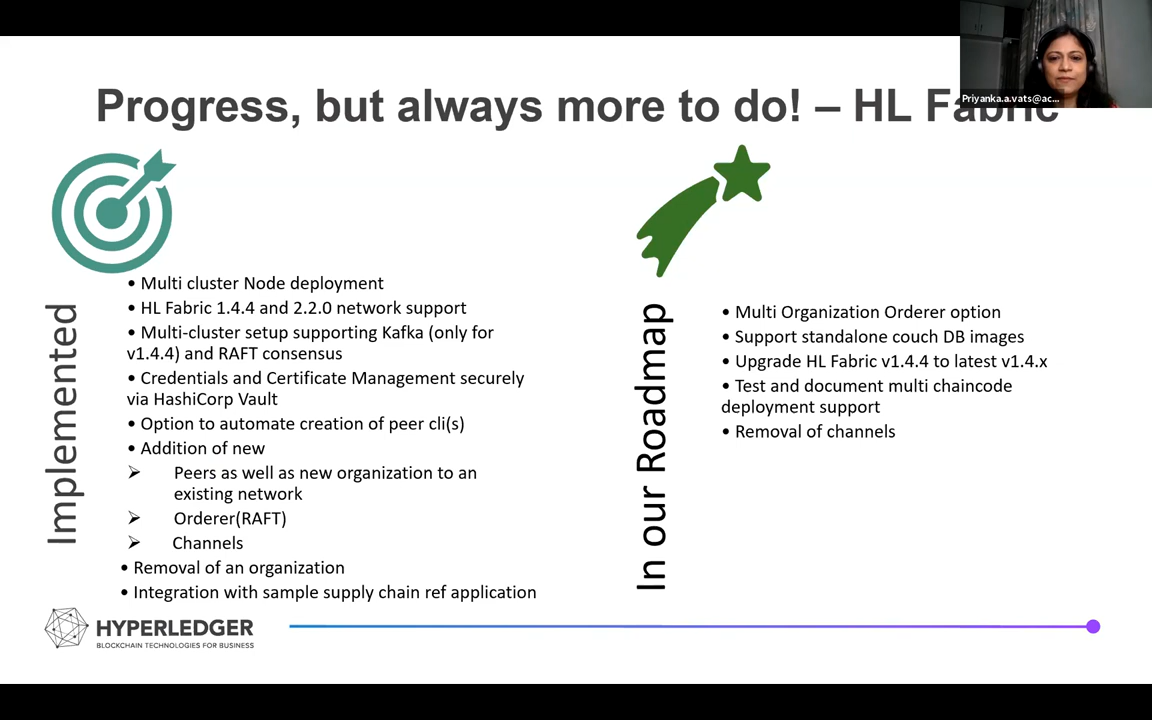 Priyanka.a.vats@ac...
Progress, but always more to do! – HL Fabric
Implemented
• Multi cluster Node deployment
• HL Fabric 1.4.4 and 2.2.0 network support
• Multi-cluster setup supporting Kafka (only for
v1.4.4) and RAFT consensus
• Credentials and Certificate Management securely
via HashiCorp Vault
• Option to automate creation of peer cli(s)
• Addition of new
➢ Peers as well as new organization to an
existing network
➢ Orderer(RAFT)
➢ Channels
• Removal of an organization
• Integration with sample supply chain ref application
In our Roadmap
• Multi Organization Orderer option
• Support standalone couch DB images
• Upgrade HL Fabric v1.4.4 to latest v1.4.x
• Test and document multi chaincode
deployment support
• Removal of channels
HYPERLEDGER
BLOCKCHAIN TECHNOLOGIES FOR BUSINESS